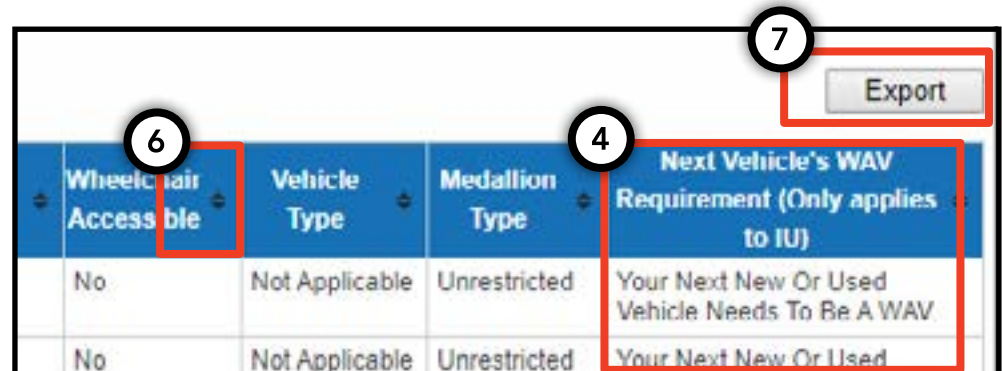 7
Export
6
4
Wheelchair
Accessible
Vehicle
Type
Medallion
Type
Next Vehicle's WAV
Requirement (Only applies
to IU)
No
Not Applicable
Unrestricted
Your Next New Or Used
Vehicle Needs To Be A WAV
No
Not Applicable
Unrestricted
Your Next New Or Used